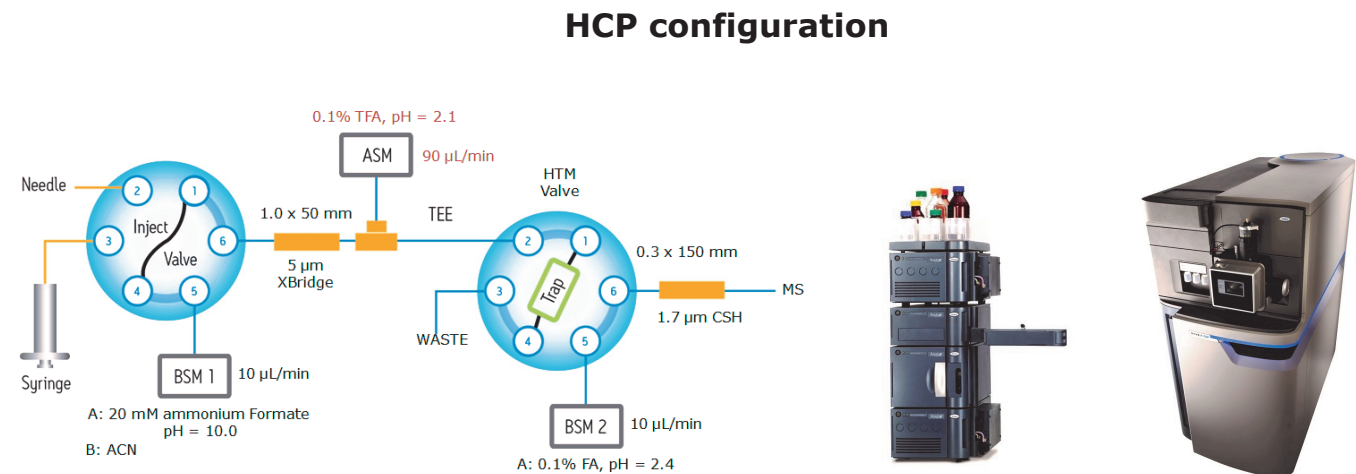 HCP configuration
0.1% TFA, pH = 2.1
ASM
90 µL/min
HTM
Valve
Needle
2
1
Inject
Valve
3
6
4
5
1.0 x 50 mm
5 µm
XBridge
TEE
2
1
3
6
4
5
Trap
0.3 x 150 mm
1.7 µm CSH
MS
WASTE
Syringe
BSM 1
10 µL/min
A: 20 mM ammonium Formate
pH = 10.0
B: ACN
BSM 2
10 µL/min
A: 0.1% FA, pH = 2.4